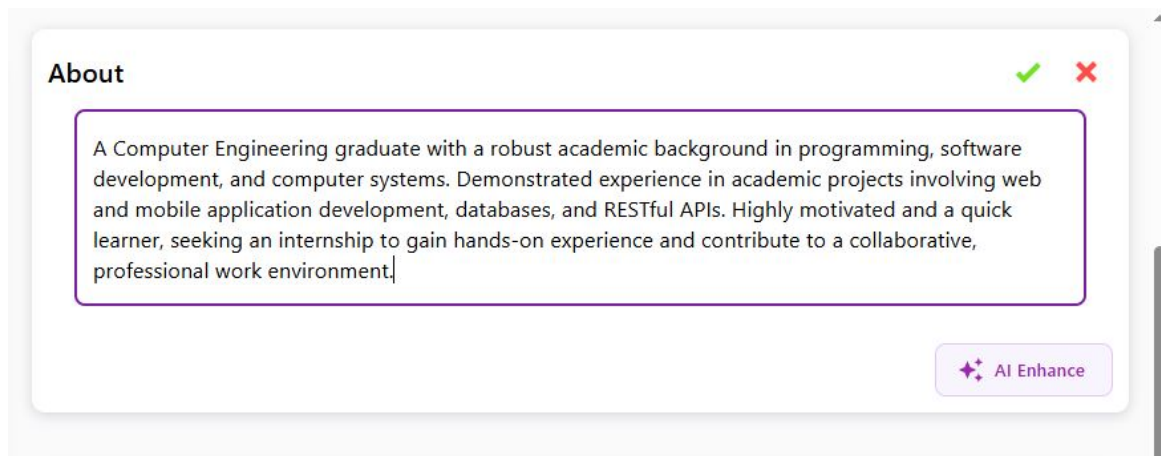 About
A Computer Engineering graduate with a robust academic background in programming, software
development, and computer systems. Demonstrated experience in academic projects involving web
and mobile application development, databases, and RESTful APIs. Highly motivated and a quick
learner, seeking an internship to gain hands-on experience and contribute to a collaborative,
professional work environment.
AI Enhance